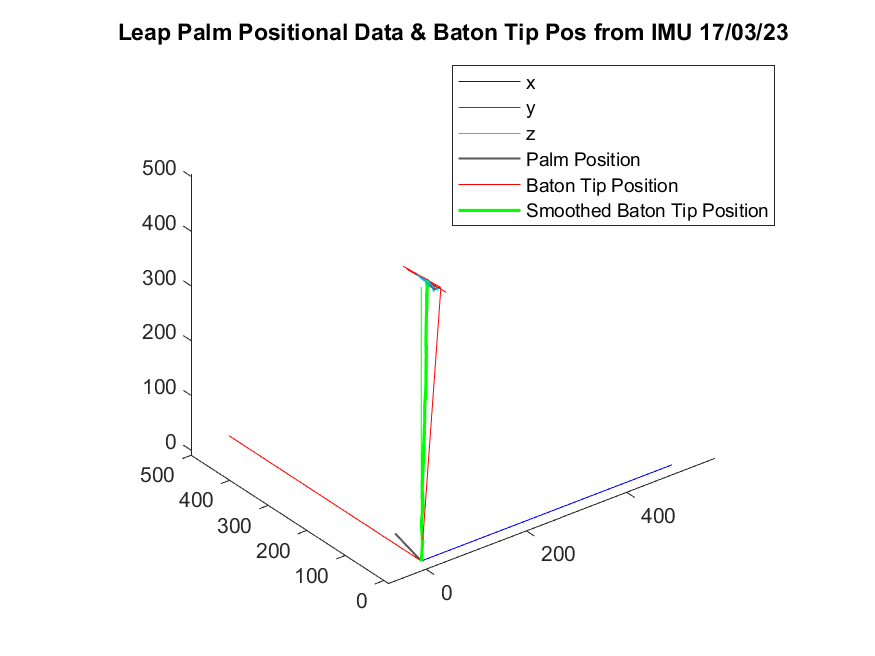 Leap Palm Positional Data & Baton Tip Pos from IMU 17/03/23
x
y
z
Palm Position
Baton Tip Position
Smoothed Baton Tip Position
500
400
300
200
100
0
500
400
300
200
100
0
0
200
400